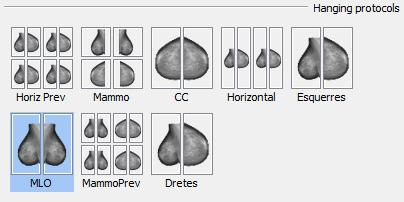 Hanging protocols
Horiz Prev Mammo CC Horizontal Esquerres
MLO MammoPrev Dretes